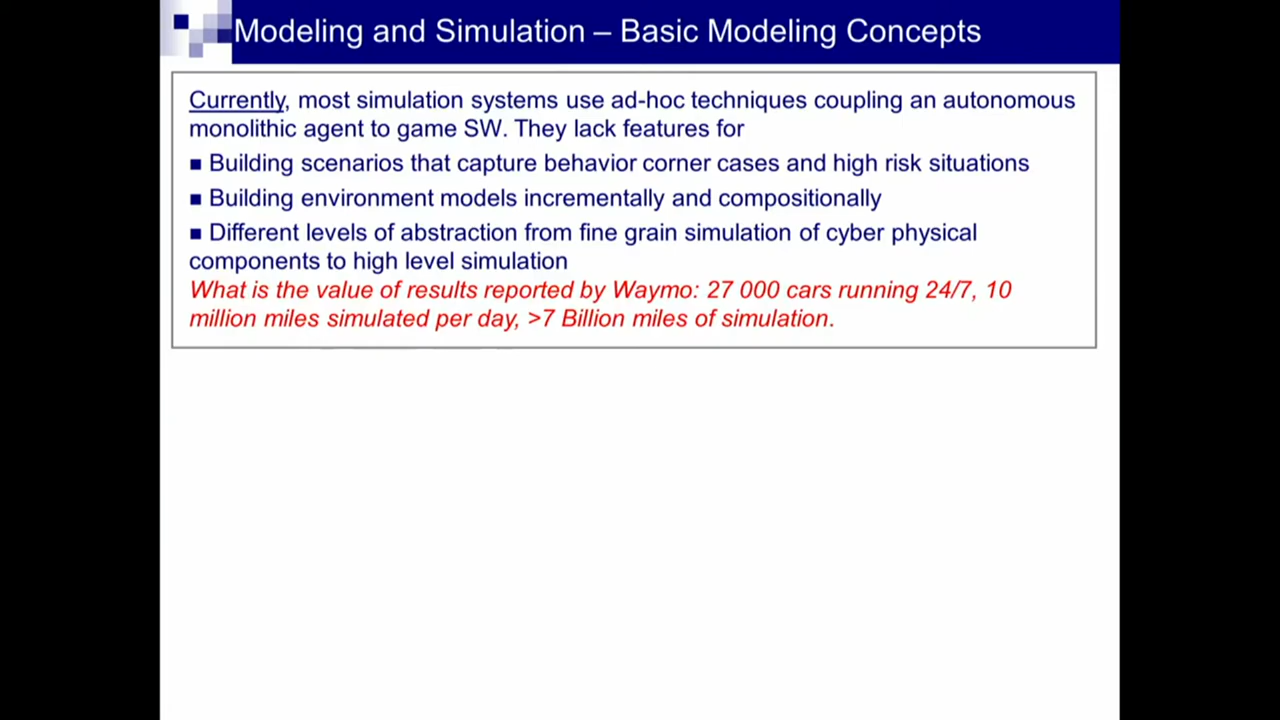 Modeling and Simulation – Basic Modeling Concepts
Currently, most simulation systems use ad-hoc techniques coupling an autonomous
monolithic agent to game SW. They lack features for
■ Building scenarios that capture behavior corner cases and high risk situations
■ Building environment models incrementally and compositionally
■ Different levels of abstraction from fine grain simulation of cyber physical
components to high level simulation
What is the value of results reported by Waymo: 27 000 cars running 24/7, 10
million miles simulated per day, >7 Billion miles of simulation.